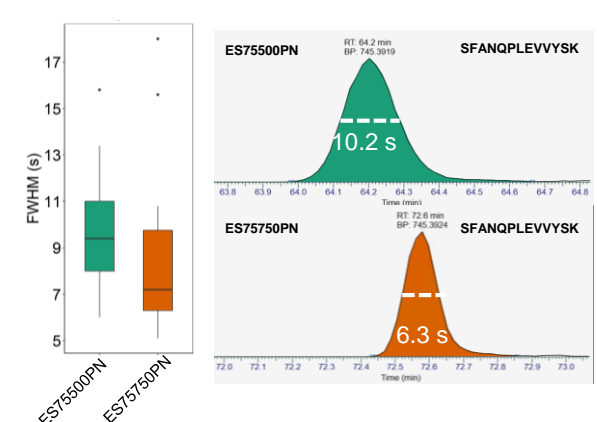 FWHM (s)
17
15
13
11
9
7
5
ES75500PN
ES75750PN
ES75500PN
RT: 64.2 min
BP: 745.3919
SFANQPLEVVYSK
10.2 s
63.8 63.9 64.0 64.1 64.2 64.3 64.4 64.5 64.6 64.7 64.8
Time (min)
ES75750PN
RT: 72.6 min
BP: 745.3924
SFANQPLEVVYSK
6.3 s
72.0 72.1 72.2 72.3 72.4 72.5 72.6 72.7 72.8 72.9 73.0
Time (min)